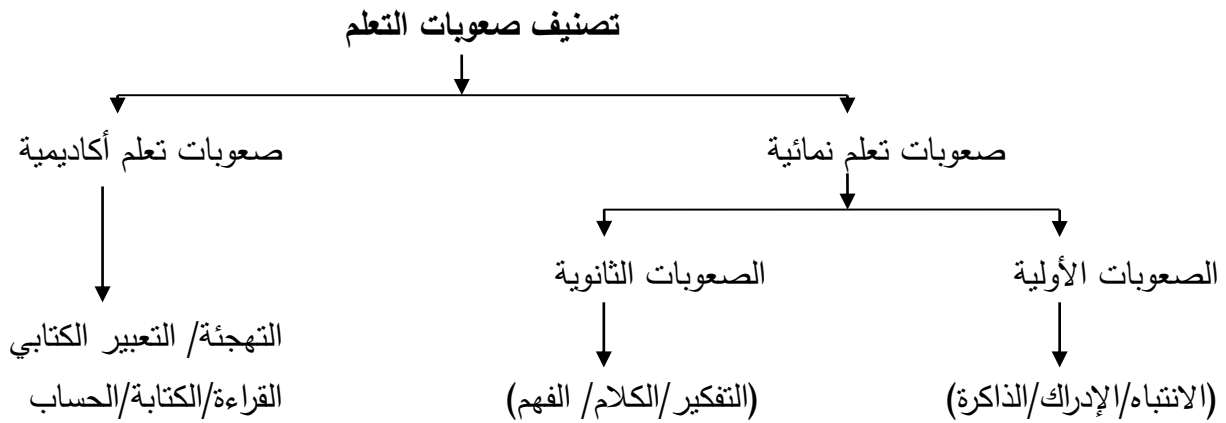 تصنيف صعوبات التعلم
صعوبات تعلم نمائية
صعوبات تعلم أكاديمية
الصعوبات الأولية
الصعوبات الثانوية
التهجئة/ التعبير الكتابي
القراءة/الكتابة/الحساب
(الانتباه/الإدراك/الذاكرة)
(التفكير/الكلام/ الفهم)